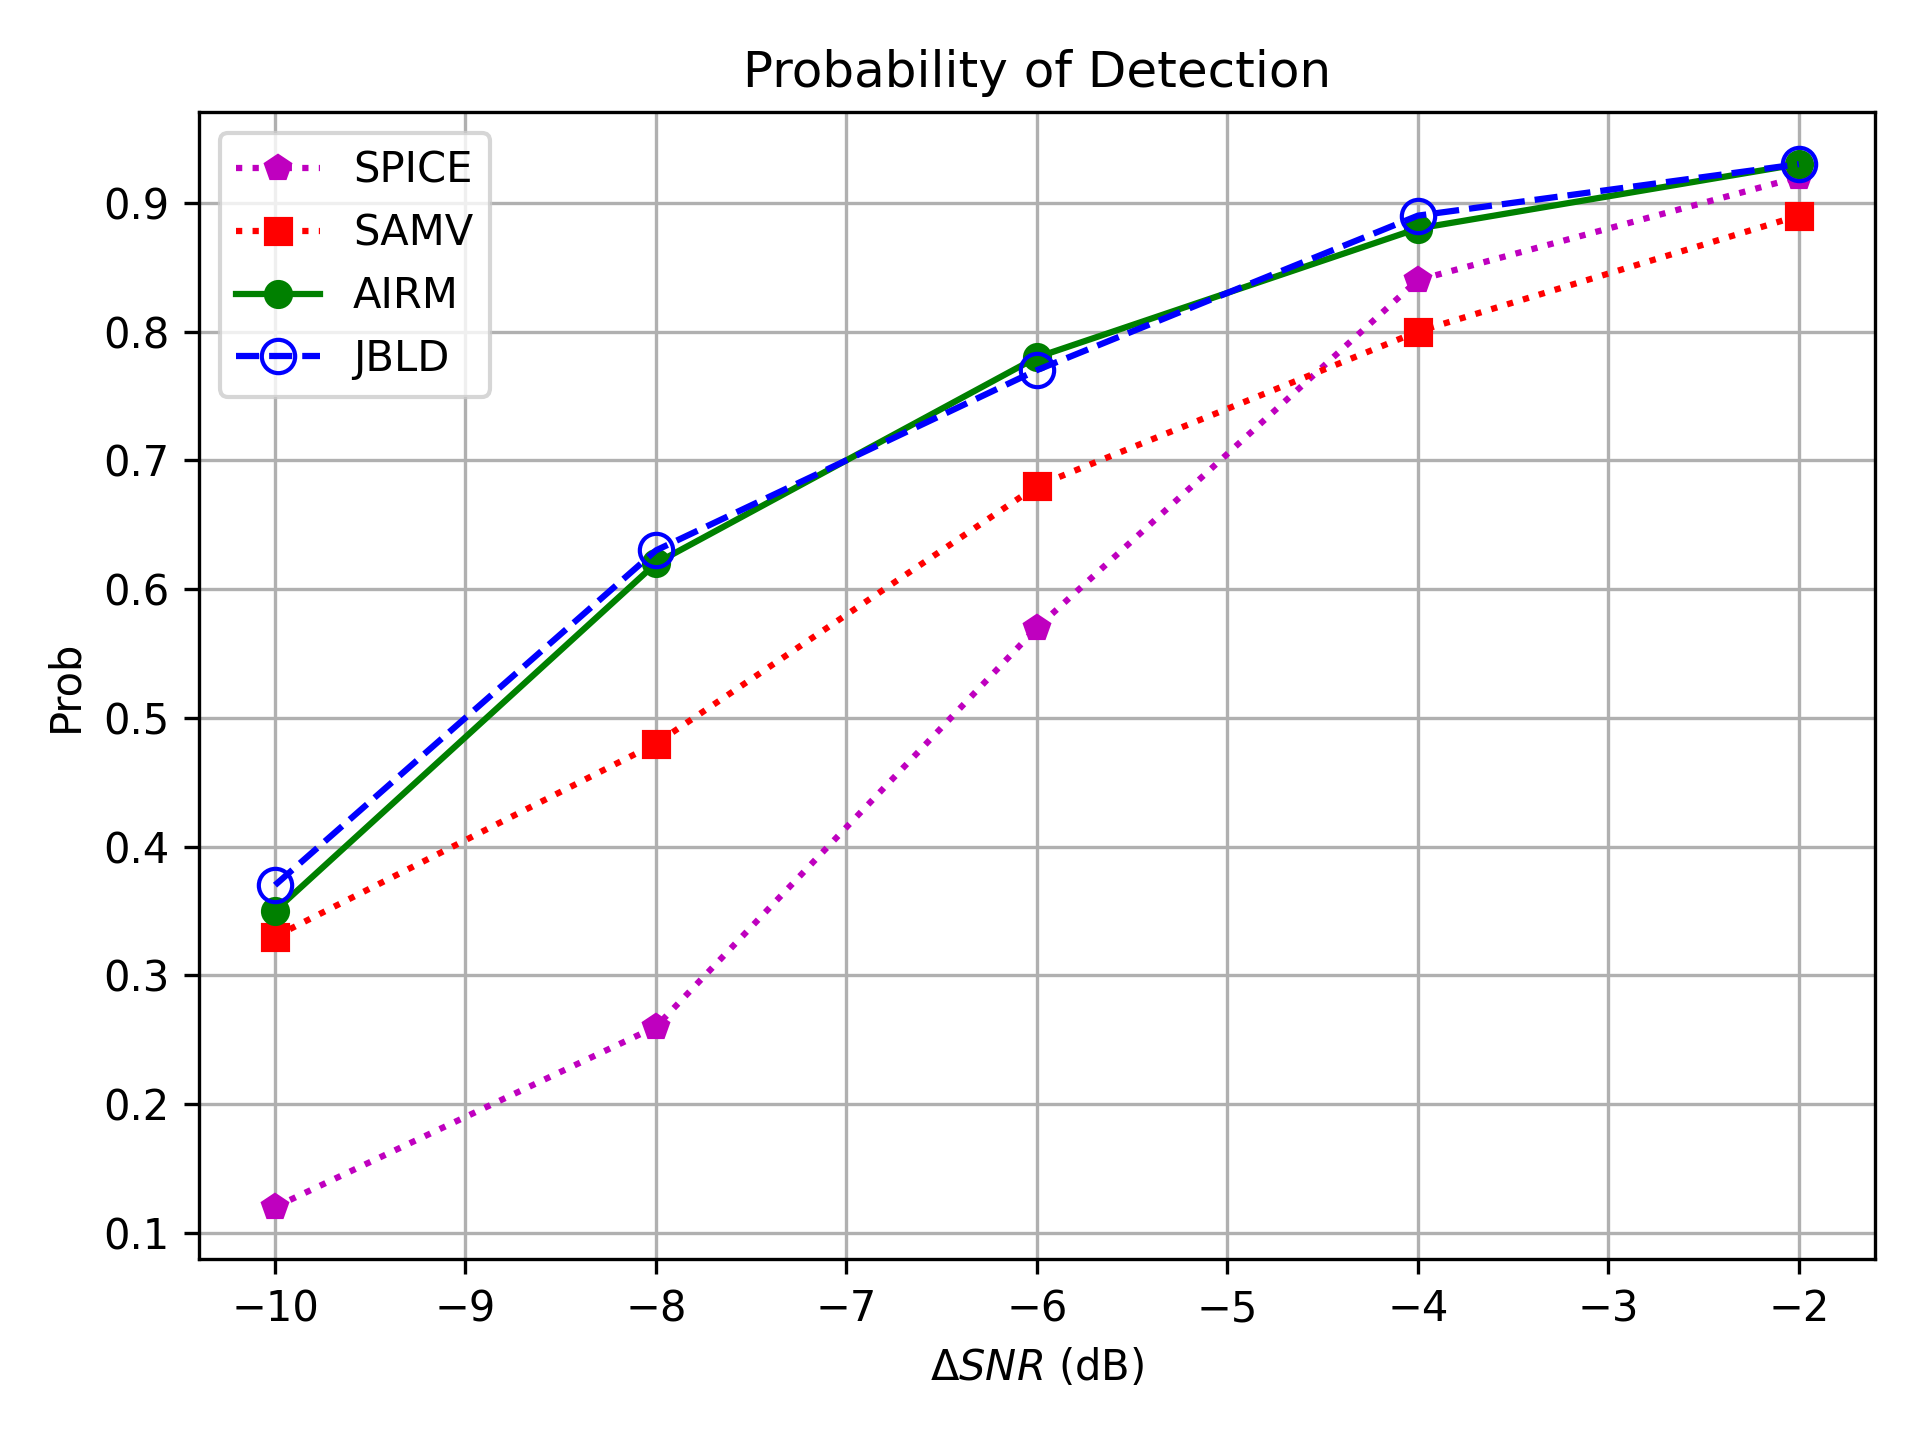 Probability of Detection
SPICE
SAMV
AIRM
JBLD
Prob
0.9
0.8
0.7
0.6
0.5
0.4
0.3
0.2
0.1
−10 −9 −8 −7 −6 −5 −4 −3 −2
ΔSNR (dB)